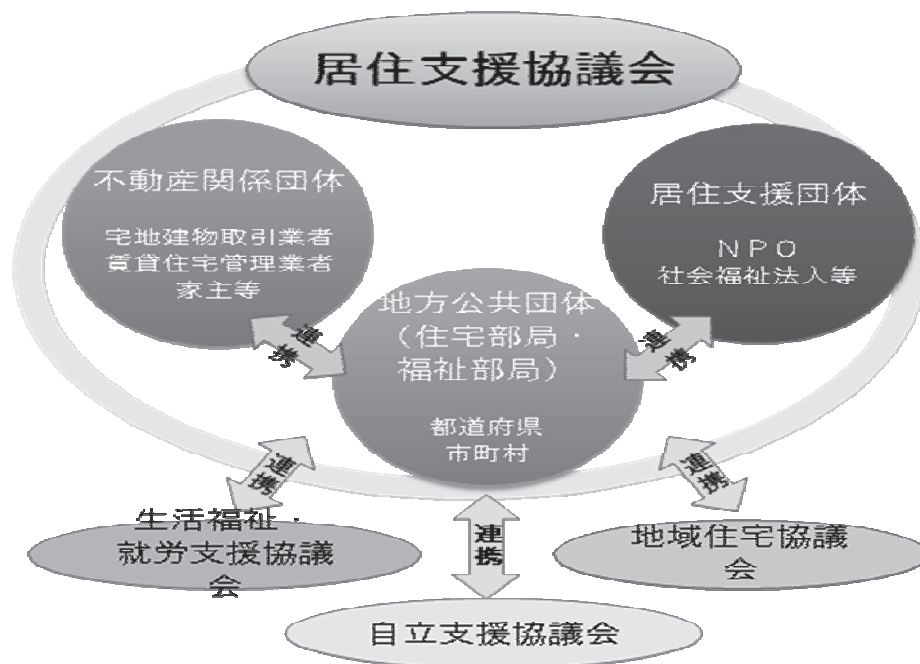 居住支援協議会
不動産関係団体
宅地建物取引業者
賃貸住宅管理業者
家主等
居住支援団体
NPO
社会福祉法人等
地方公共団体
(住宅部局・
福祉部局)
都道府県
市町村
連携
連携
連携
連携
連携
生活福祉・
就労支援協議
会
自立支援協議会
地域住宅協議
会